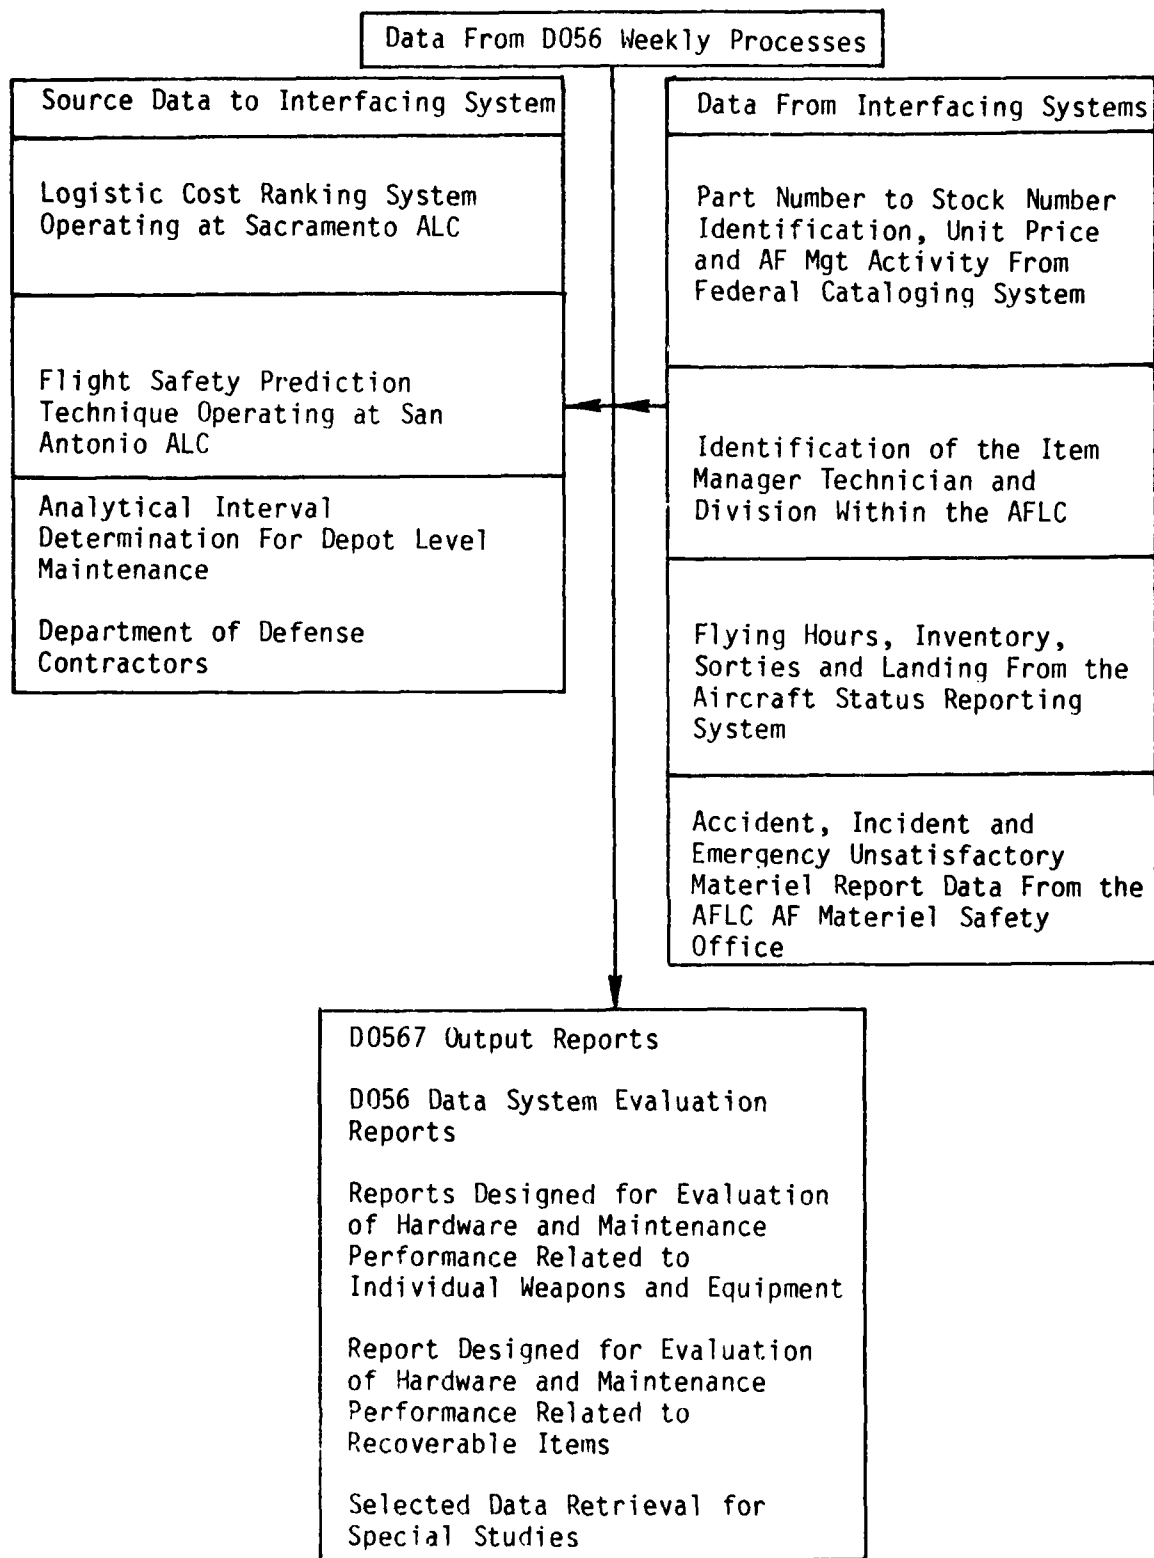 Data From D056 Weekly Processes
Source Data to Interfacing System
Logistic Cost Ranking System
Operating at Sacramento ALC
Flight Safety Prediction
Technique Operating at San
Antonio ALC
Analytical Interval
Determination For Depot Level
Maintenance
Department of Defense
Contractors
Data From Interfacing Systems
Part Number to Stock Number
Identification, Unit Price
and AF Mgt Activity From
Federal Cataloging System
Identification of the Item
Manager Technician and
Division Within the AFLC
Flying Hours, Inventory,
Sorties and Landing From the
Aircraft Status Reporting
System
Accident, Incident and
Emergency Unsatisfactory
Materiel Report Data From the
AFLC AF Materiel Safety
Office
D0567 Output Reports
D056 Data System Evaluation
Reports
Reports Designed for Evaluation
of Hardware and Maintenance
Performance Related to
Individual Weapons and Equipment
Report Designed for Evaluation
of Hardware and Maintenance
Performance Related to
Recoverable Items
Selected Data Retrieval for
Special Studies